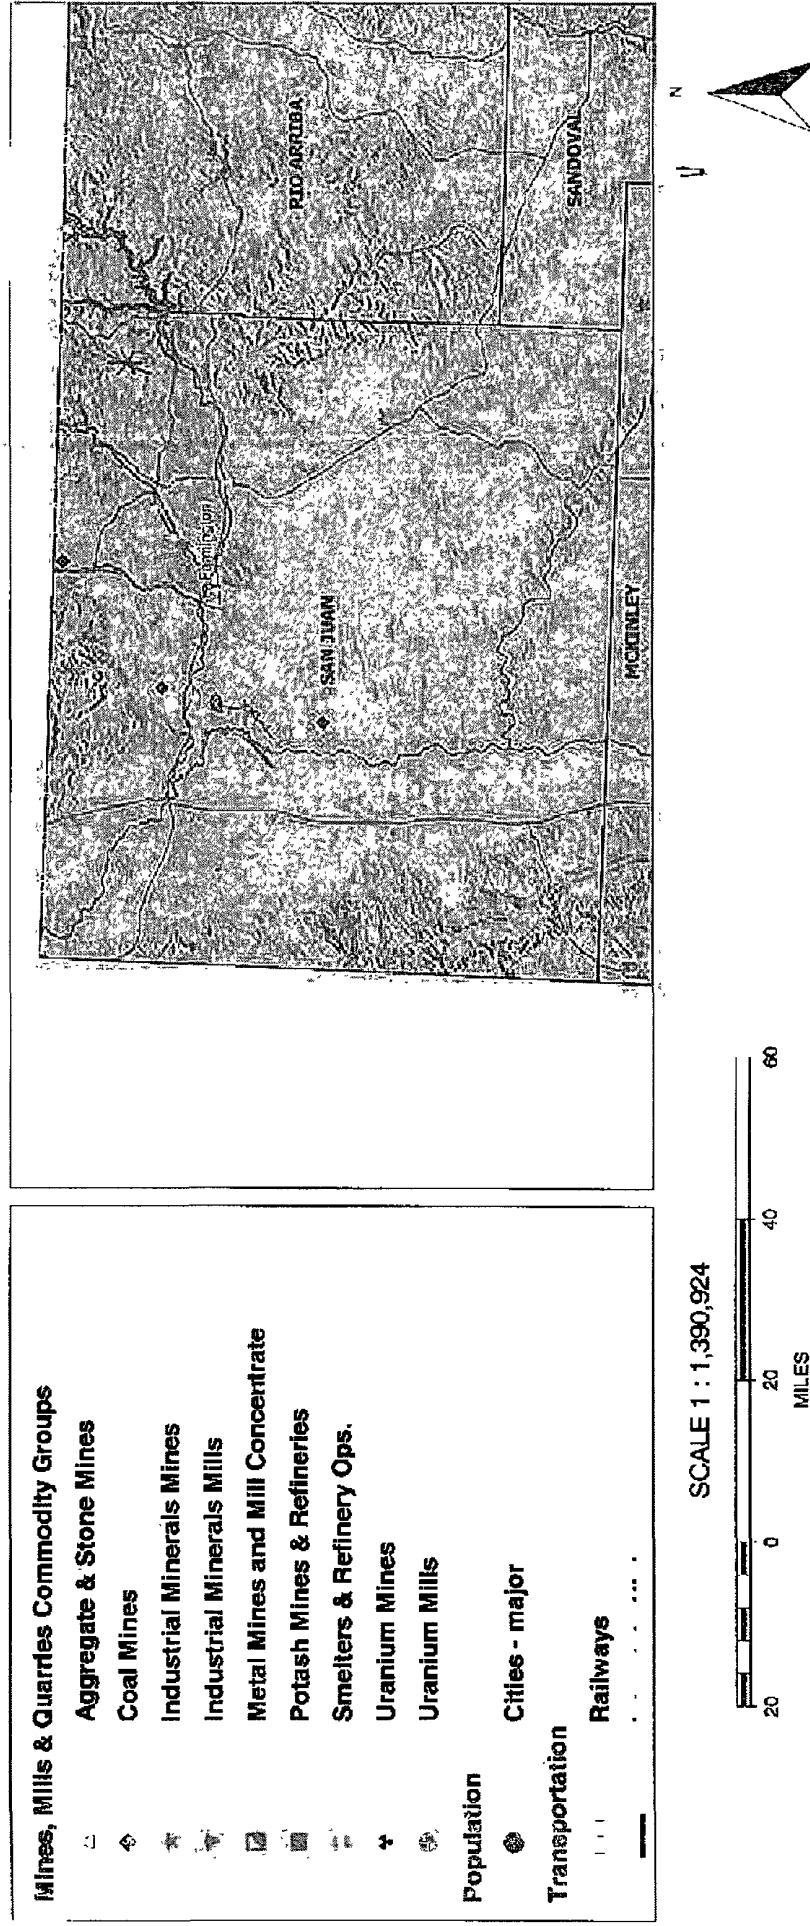 Mines, Mills & Quarries Commodity Groups
Aggregate & Stone Mines
Coal Mines
Industrial Minerals Mines
Industrial Minerals Mills
Metal Mines and Mill Concentrate
Potash Mines & Refineries
Smelters & Refinery Ops.
Uranium Mines
Uranium Mills
Population
Cities - major
Transportation
Railways
RIO ARRIBA
SANDOVAL
Farmington
SAN JUAN
MCKINLEY
N
SCALE 1 : 1,390,924
20 0 20 40 60
MILES